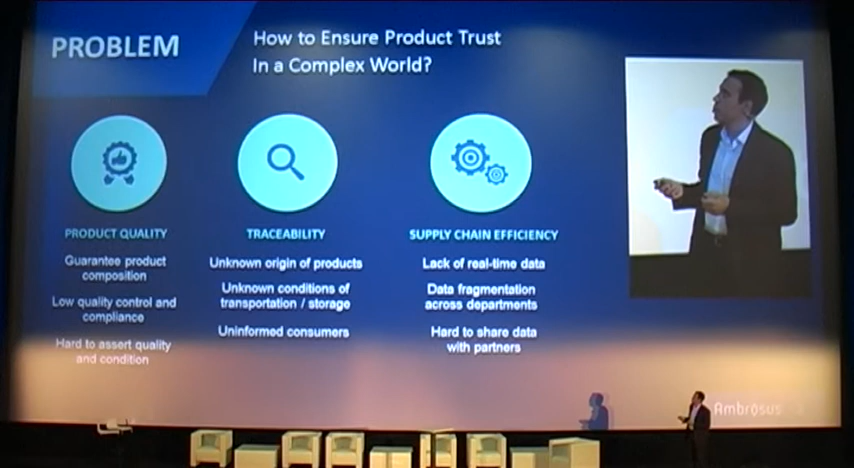 PROBLEM
How to Ensure Product Trust
In a Complex World?
PRODUCT QUALITY
Guarantee product
composition
Low quality control and
compliance
Hard to assert quality
and condition
TRACEABILITY
Unknown origin of products
Unknown conditions of
transportation / storage
Uninformed consumers
SUPPLY CHAIN EFFICIENCY
Lack of real-time data
Data fragmentation
across departments
Hard to share data
with partners
Ambrosus